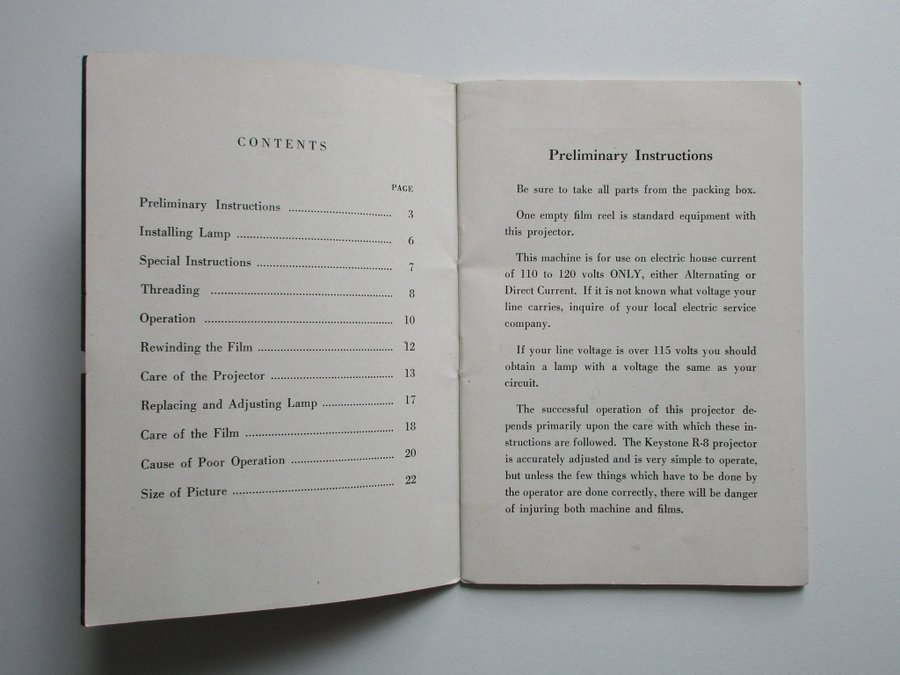 CONTENTS
PAGE
Preliminary Instructions ........................ 3
Installing Lamp ........................ 6
Special Instructions ........................ 7
Threading ........................ 8
Operation ........................ 10
Rewinding the Film ........................ 12
Care of the Projector ........................ 13
Replacing and Adjusting Lamp ........................ 17
Care of the Film ........................ 18
Cause of Poor Operation ........................ 20
Size of Picture ........................ 22
Preliminary Instructions
Be sure to take all parts from the packing box.
One empty film reel is standard equipment with
this projector.
This machine is for use on electric house current
of 110 to 120 volts ONLY, either Alternating or
Direct Current. If it is not known what voltage your
line carries, inquire of your local electric service
company.
If your line voltage is over 115 volts you should
obtain a lamp with a voltage the same as your
circuit.
The successful operation of this projector de-
pends primarily upon the care with which these in-
structions are followed. The Keystone R-8 projector
is accurately adjusted and is very simple to operate,
but unless the few things which have to be done by
the operator are done correctly, there will be danger
of injuring both machine and films.